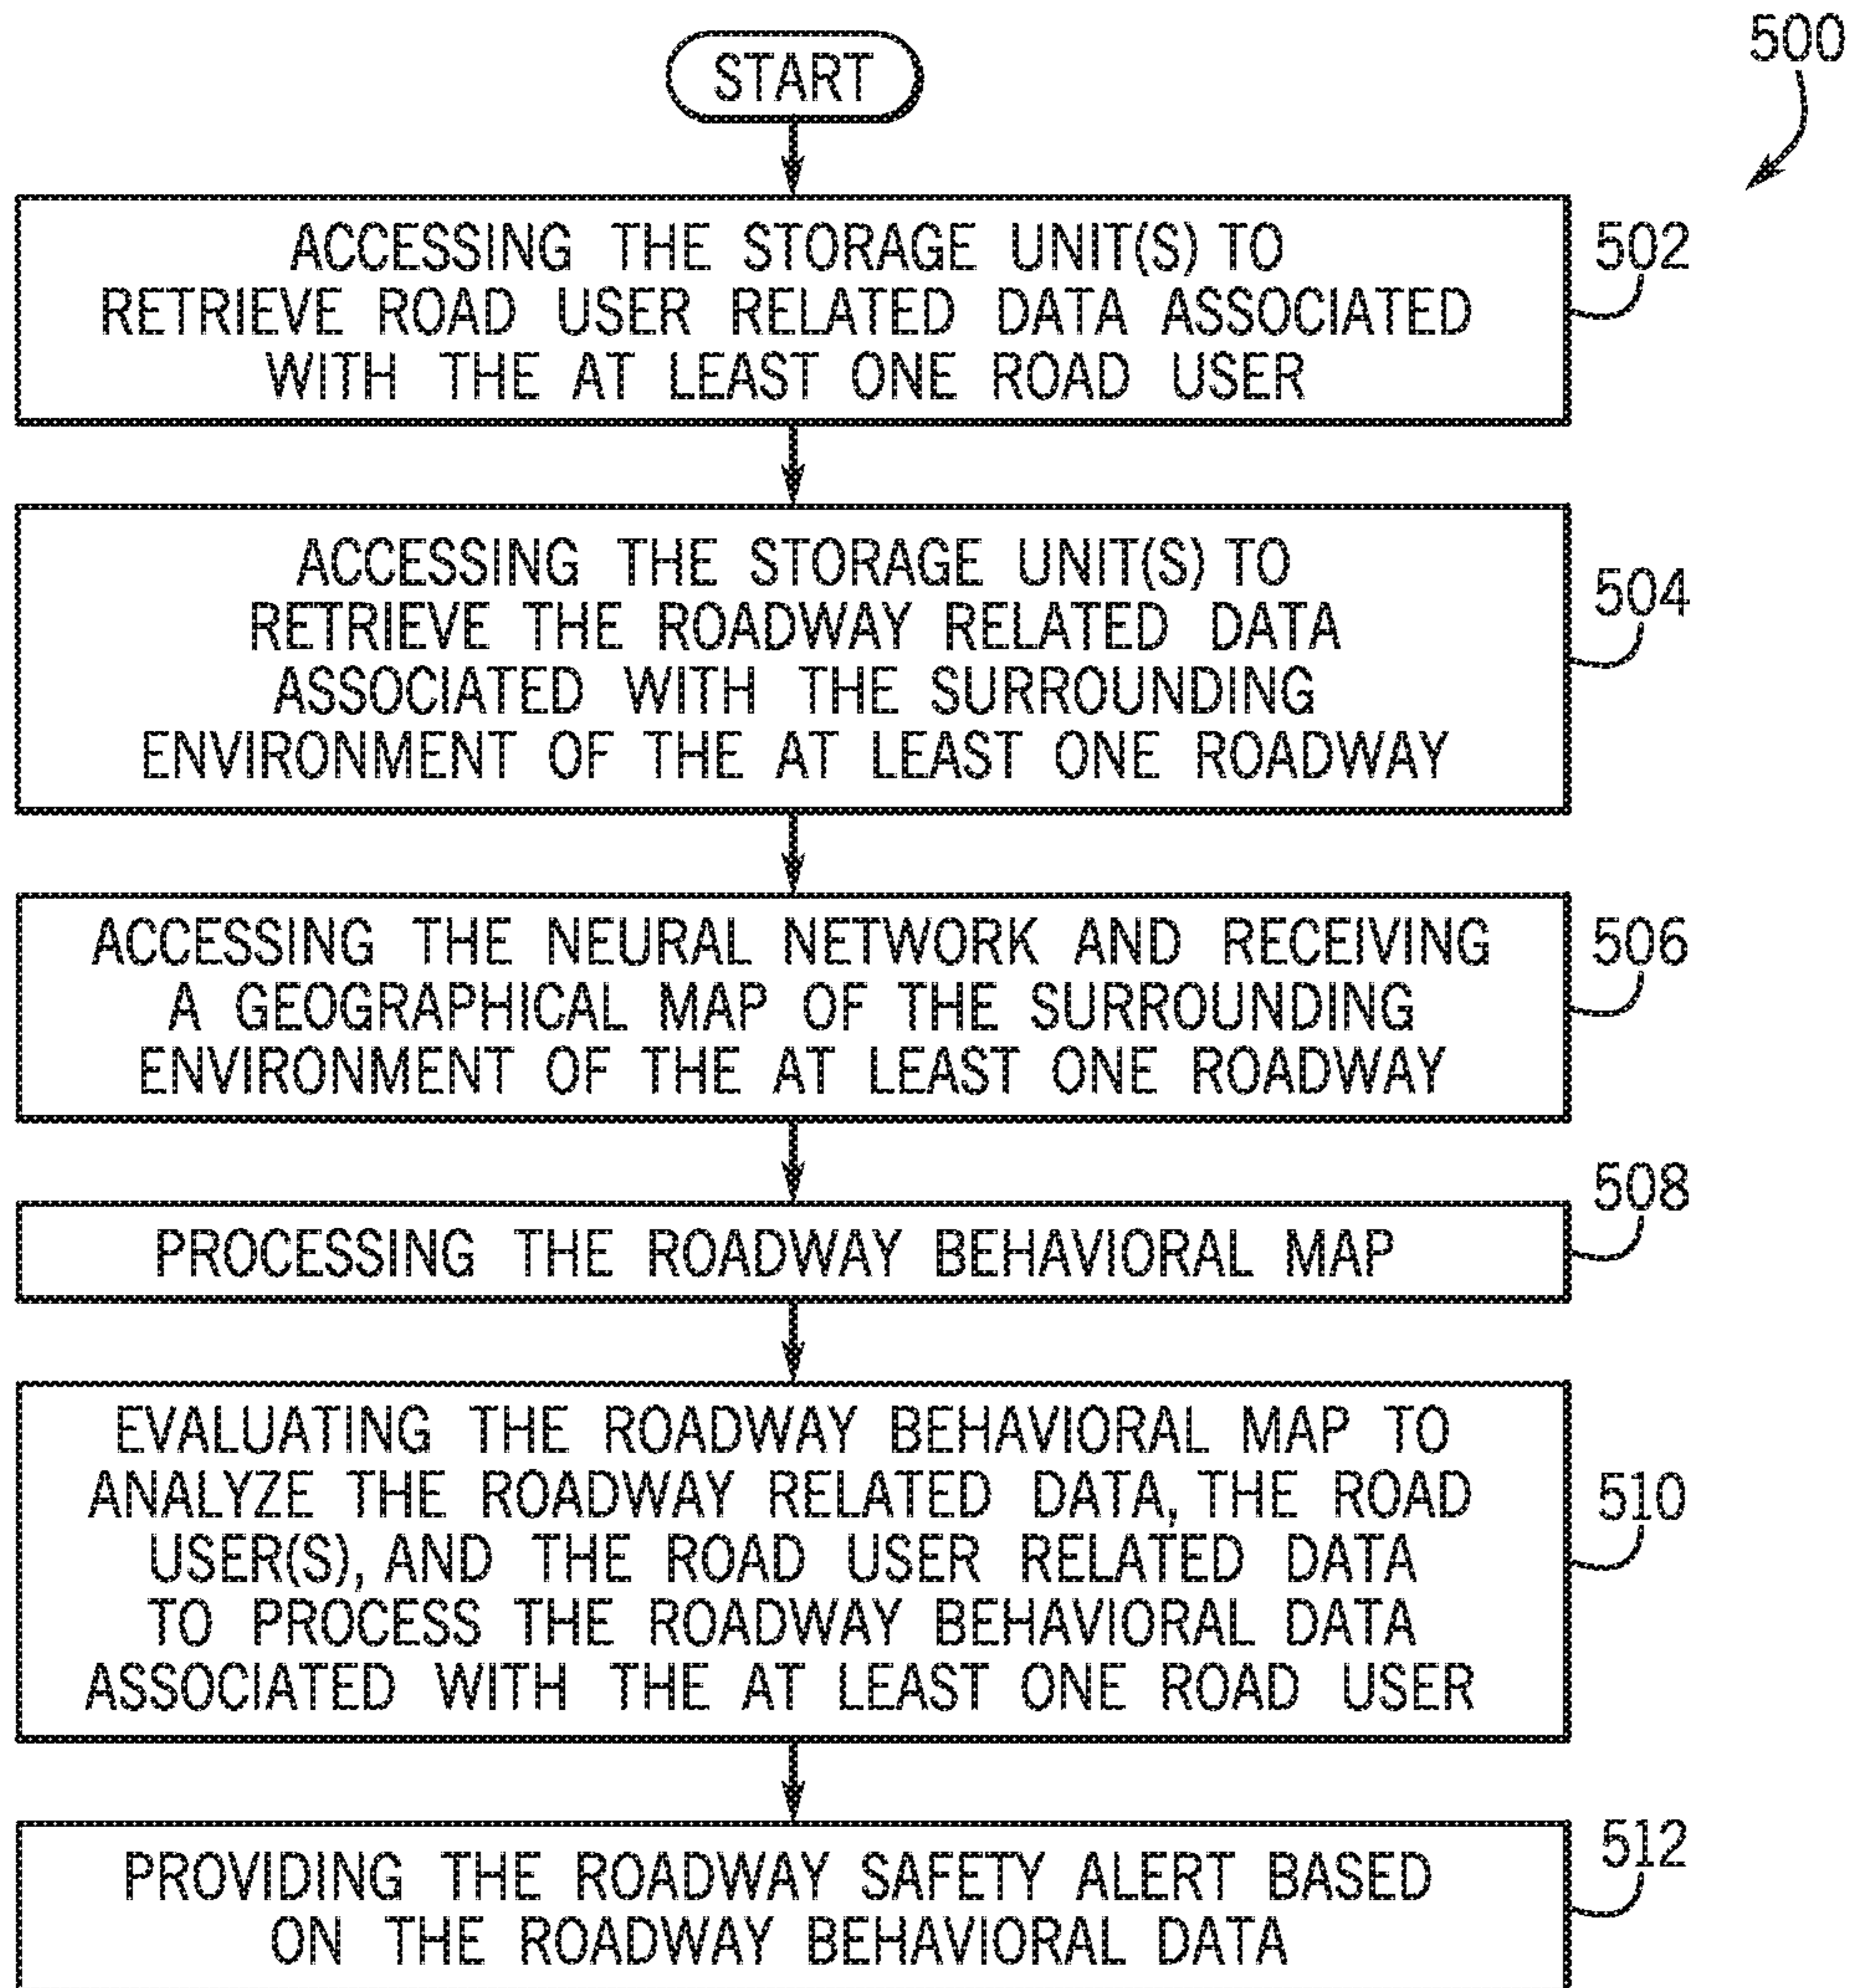 500
START
ACCESSING THE STORAGE UNIT(S) TO
RETRIEVE ROAD USER RELATED DATA ASSOCIATED
WITH THE AT LEAST ONE ROAD USER
502
ACCESSING THE STORAGE UNIT(S) TO
RETRIEVE THE ROADWAY RELATED DATA
ASSOCIATED WITH THE SURROUNDING
ENVIRONMENT OF THE AT LEAST ONE ROADWAY
504
ACCESSING THE NEURAL NETWORK AND RECEIVING
A GEOGRAPHICAL MAP OF THE SURROUNDING
ENVIRONMENT OF THE AT LEAST ONE ROADWAY
506
PROCESSING THE ROADWAY BEHAVIORAL MAP
508
EVALUATING THE ROADWAY BEHAVIORAL MAP TO
ANALYZE THE ROADWAY RELATED DATA, THE ROAD
USER(S), AND THE ROAD USER RELATED DATA
TO PROCESS THE ROADWAY BEHAVIORAL DATA
ASSOCIATED WITH THE AT LEAST ONE ROAD USER
510
PROVIDING THE ROADWAY SAFETY ALERT BASED
ON THE ROADWAY BEHAVIORAL DATA
512